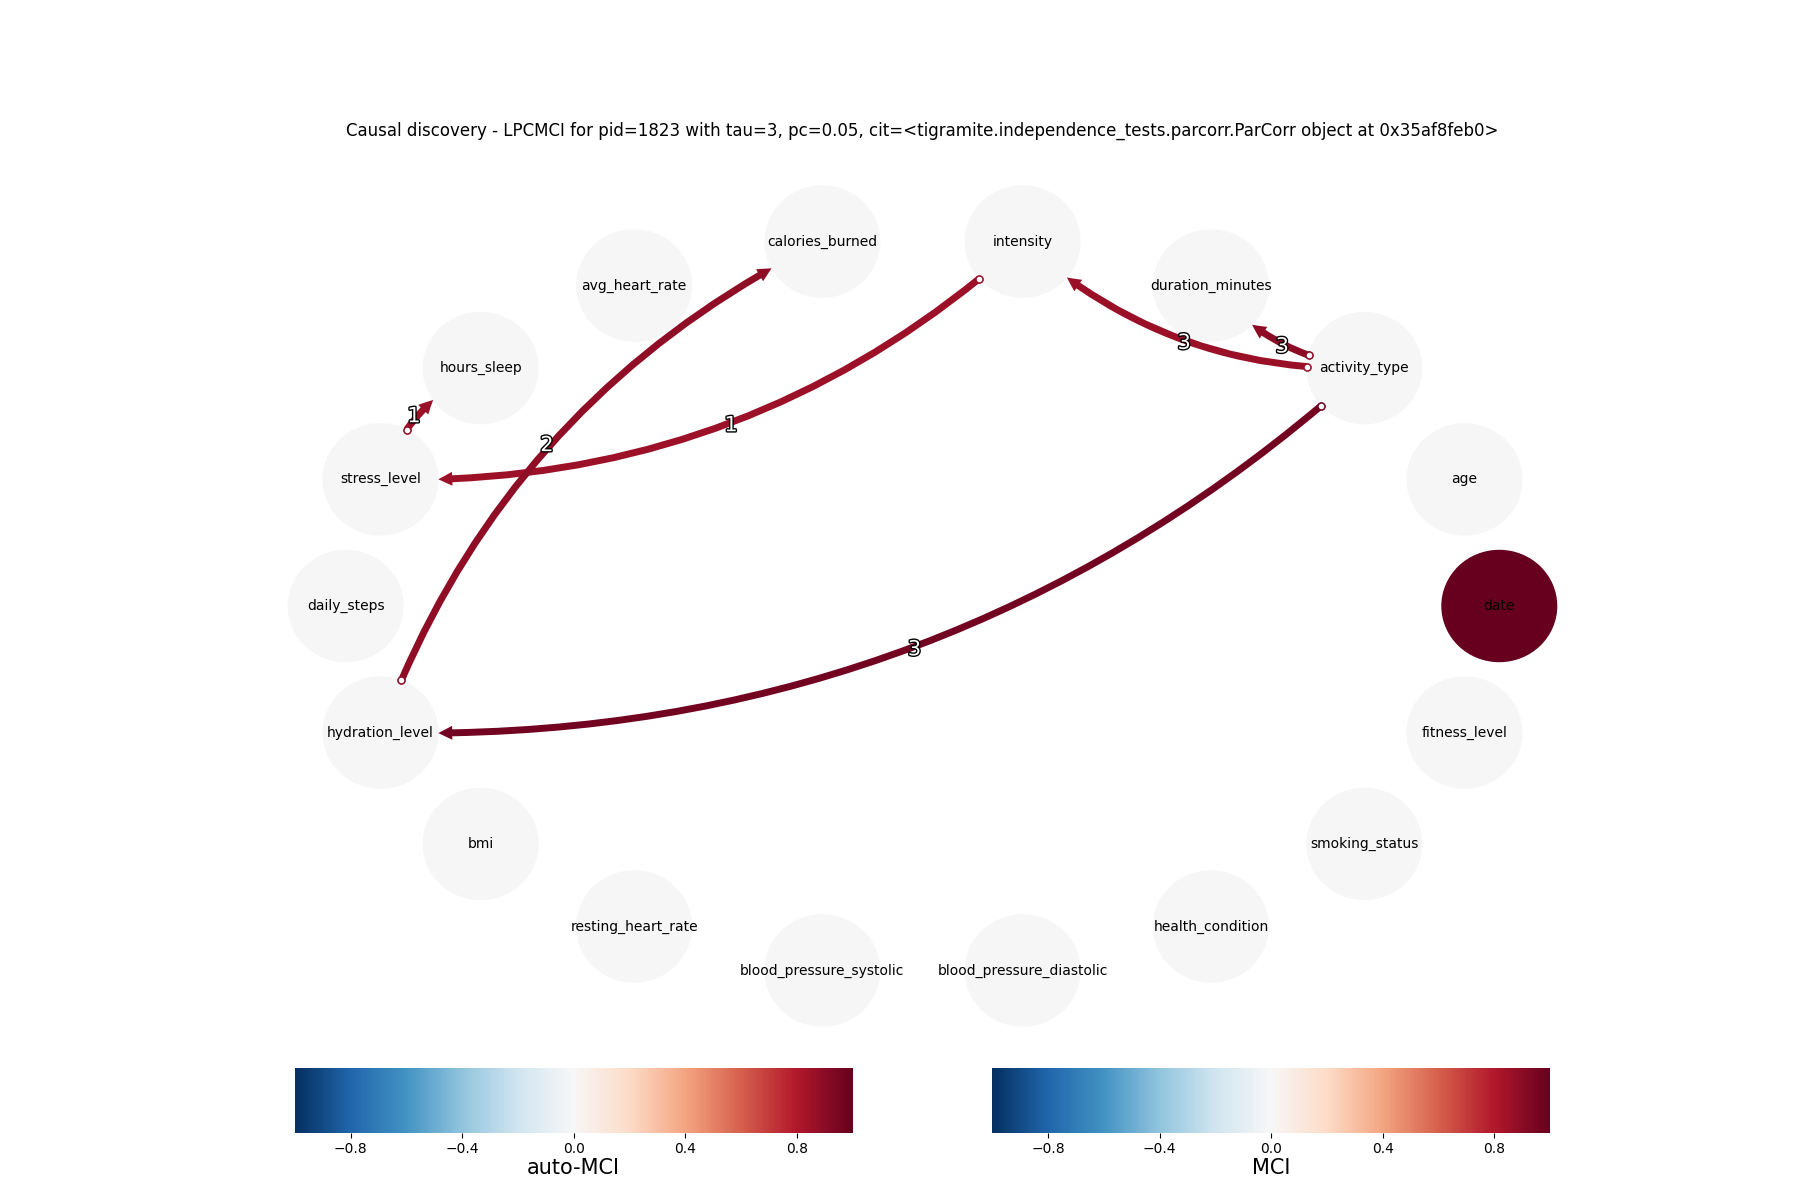 Causal discovery - LPCMCI for pid=1823 with tau=3, pc=0.05, cit=<tigramite.independence_tests.parcorr.ParCorr object at 0x35af8feb0>
calories_burned
intensity
avg_heart_rate
duration_minutes
3
3
hours_sleep
activity_type
1
1
2
stress_level
age
daily_steps
date
3
hydration_level
fitness_level
bmi
smoking_status
resting_heart_rate
health_condition
blood_pressure_systolic
blood_pressure_diastolic
−0.8 −0.4 0.0 0.4 0.8
auto-MCI
−0.8 −0.4 0.0 0.4 0.8
MCI